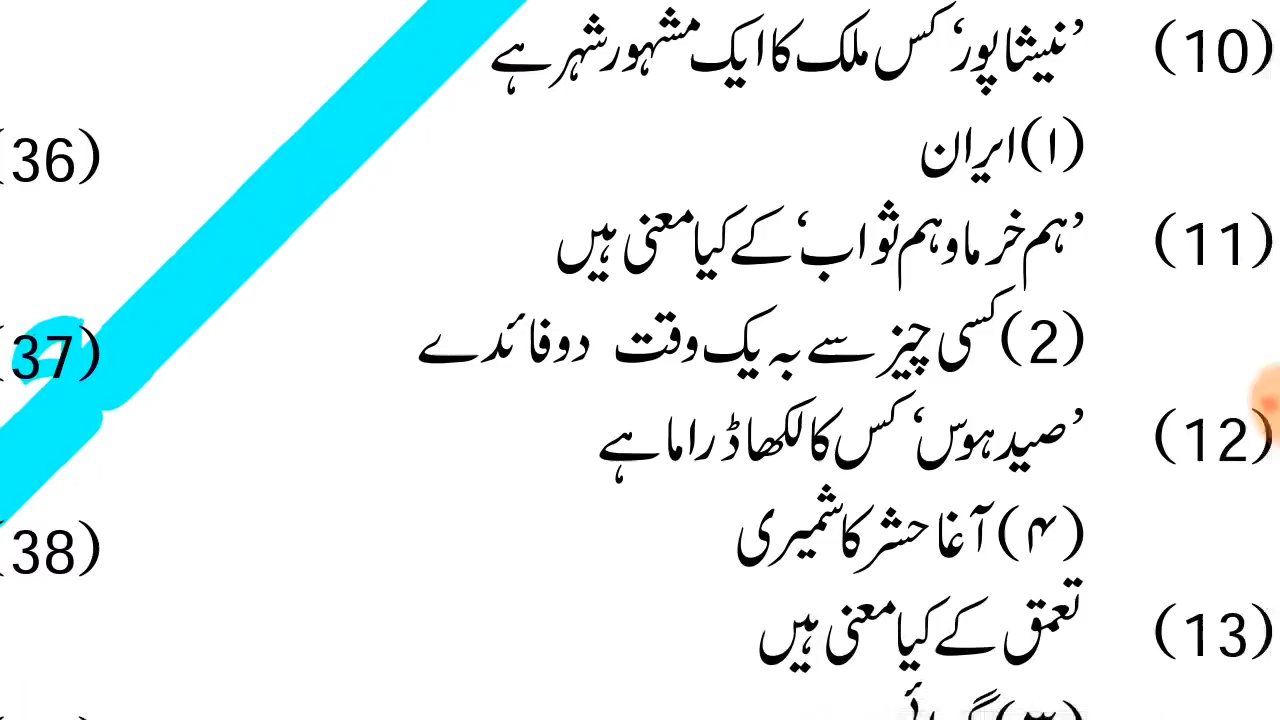 (10) ’نیشاپور‘ کس ملک کا ایک مشہور شہر ہے
(۱) ایران
(36)
(11) ’ہم خرما و ہم ثواب‘ کے کیا معنی ہیں
(2) کسی چیز سے بہ یک وقت دو فائدے
(37)
(12) ’صید ہوس‘ کس کا لکھا ڈراما ہے
(۴) آغا حشر کاشمیری
(38)
(13) تعمق کے کیا معنی ہیں